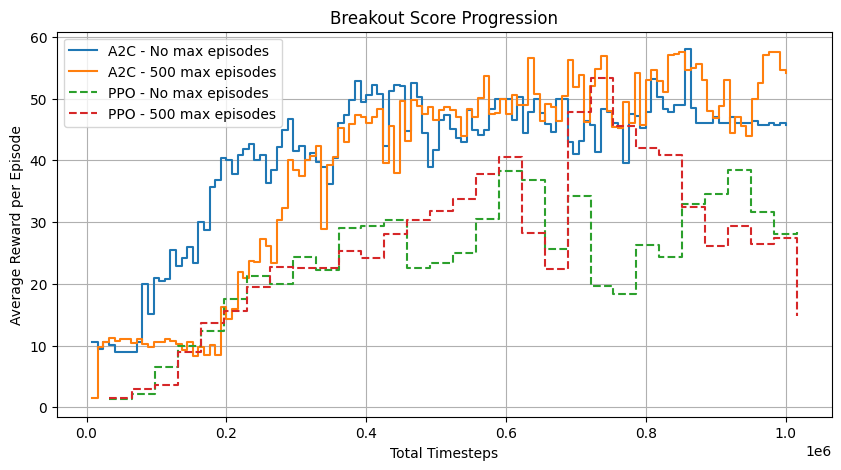 Breakout Score Progression
A2C - No max episodes
A2C - 500 max episodes
PPO - No max episodes
PPO - 500 max episodes
Average Reward per Episode
60
50
40
30
20
10
0
0.0 0.2 0.4 0.6 0.8 1.0
1e6
Total Timesteps